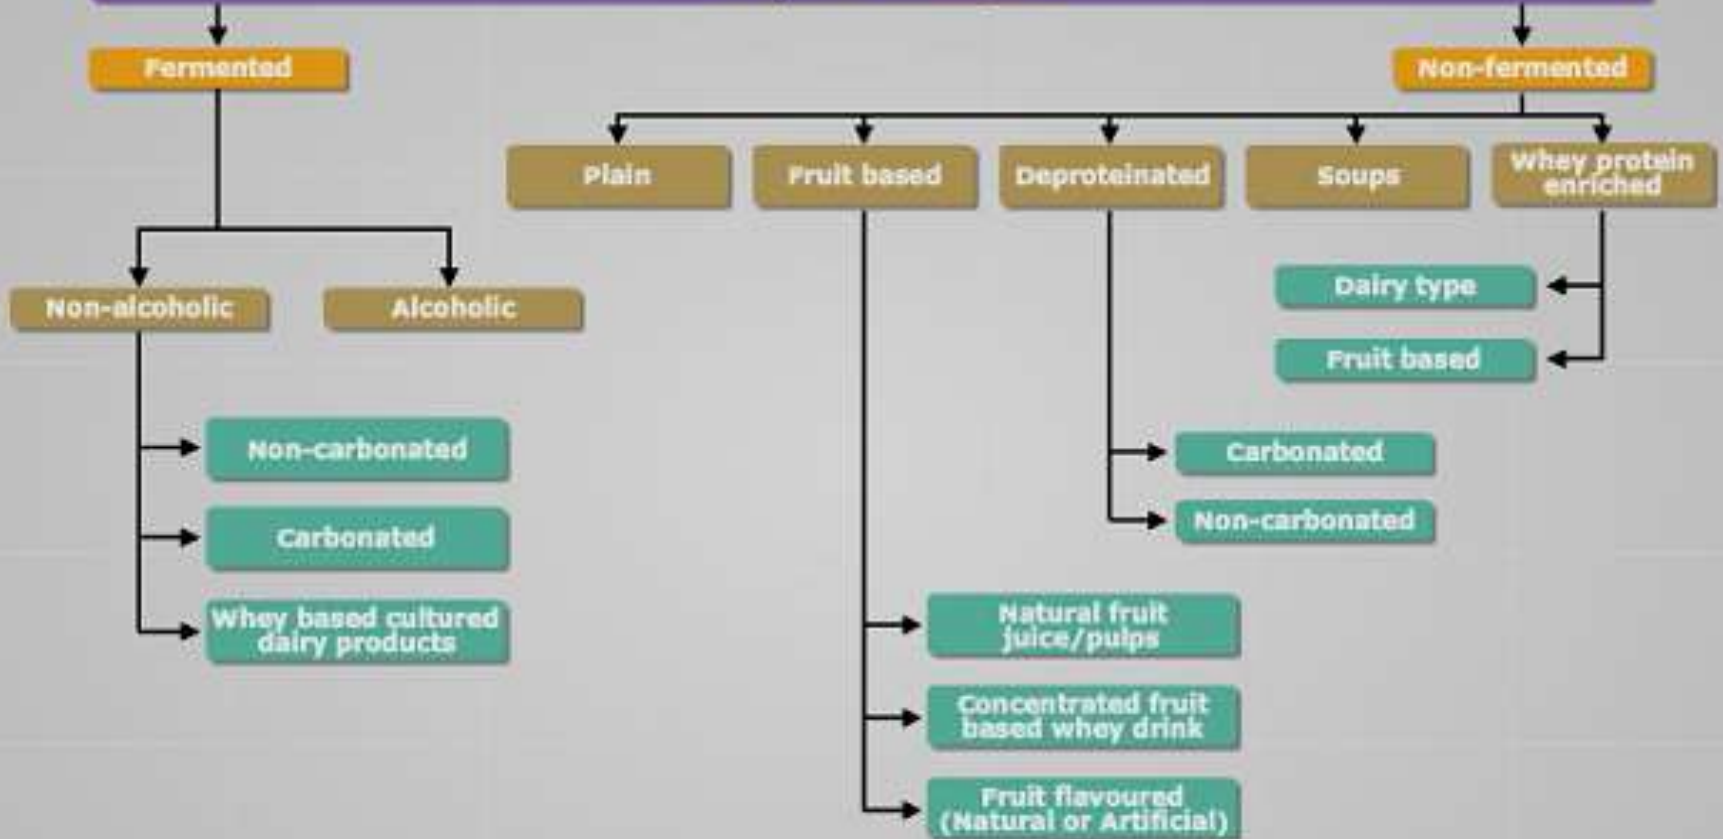 Fermented
Non-fermented
Plain
Fruit based
Deproteinated
Soups
Whey protein
enriched
Dairy type
Fruit based
Non-alcoholic
Alcoholic
Non-carbonated
Carbonated
Whey based cultured
dairy products
Carbonated
Non-carbonated
Natural fruit
juice/pulps
Concentrated fruit
based whey drink
Fruit flavoured
(Natural or Artificial)